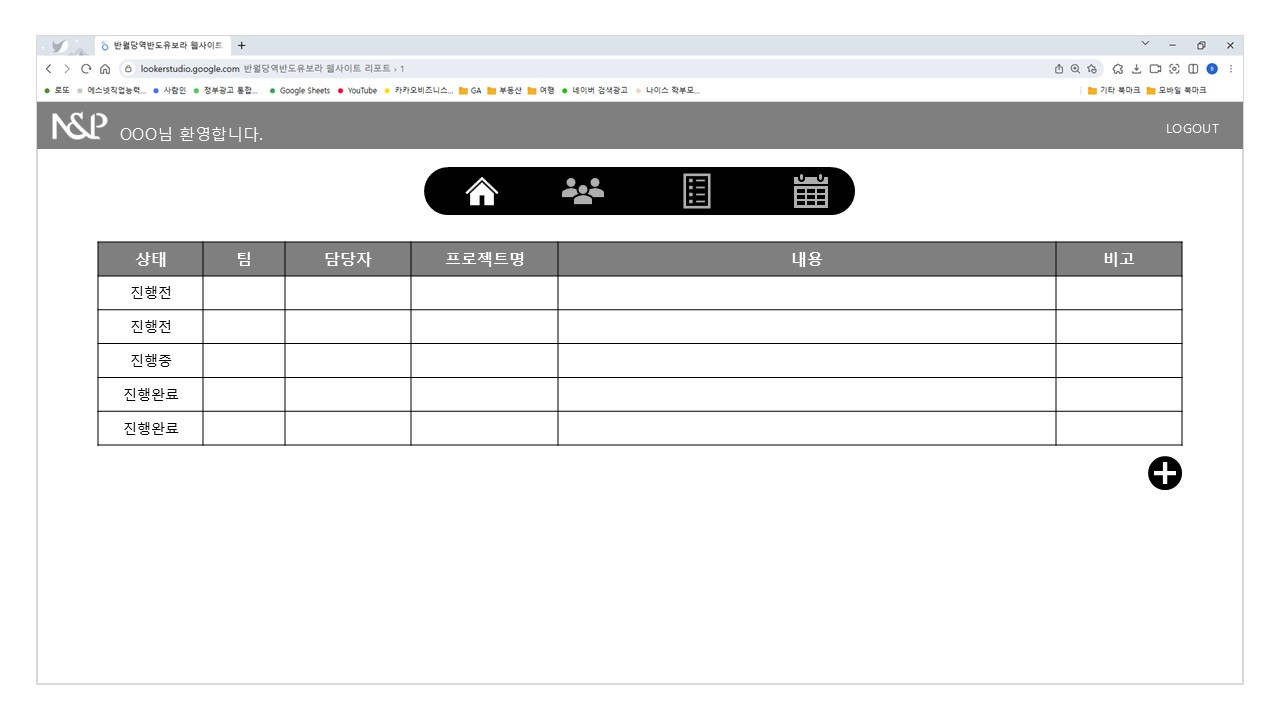 반월당역반도유보라 웹사이트
lookerstudio.google.com 반월당역반도유보라 웹사이트 리포트 › 1
로또 에스넷직업능력... 사람인 정부광고 통합... Google Sheets YouTube 카카오비즈니스... GA 부동산 여행 네이버 검색광고 나이스 학부모... 기타 북마크 모바일 북마크
N&P OOO님 환영합니다. LOGOUT
상태 팀 담당자 프로젝트명 내용 비고
진행전
진행전
진행중
진행완료
진행완료